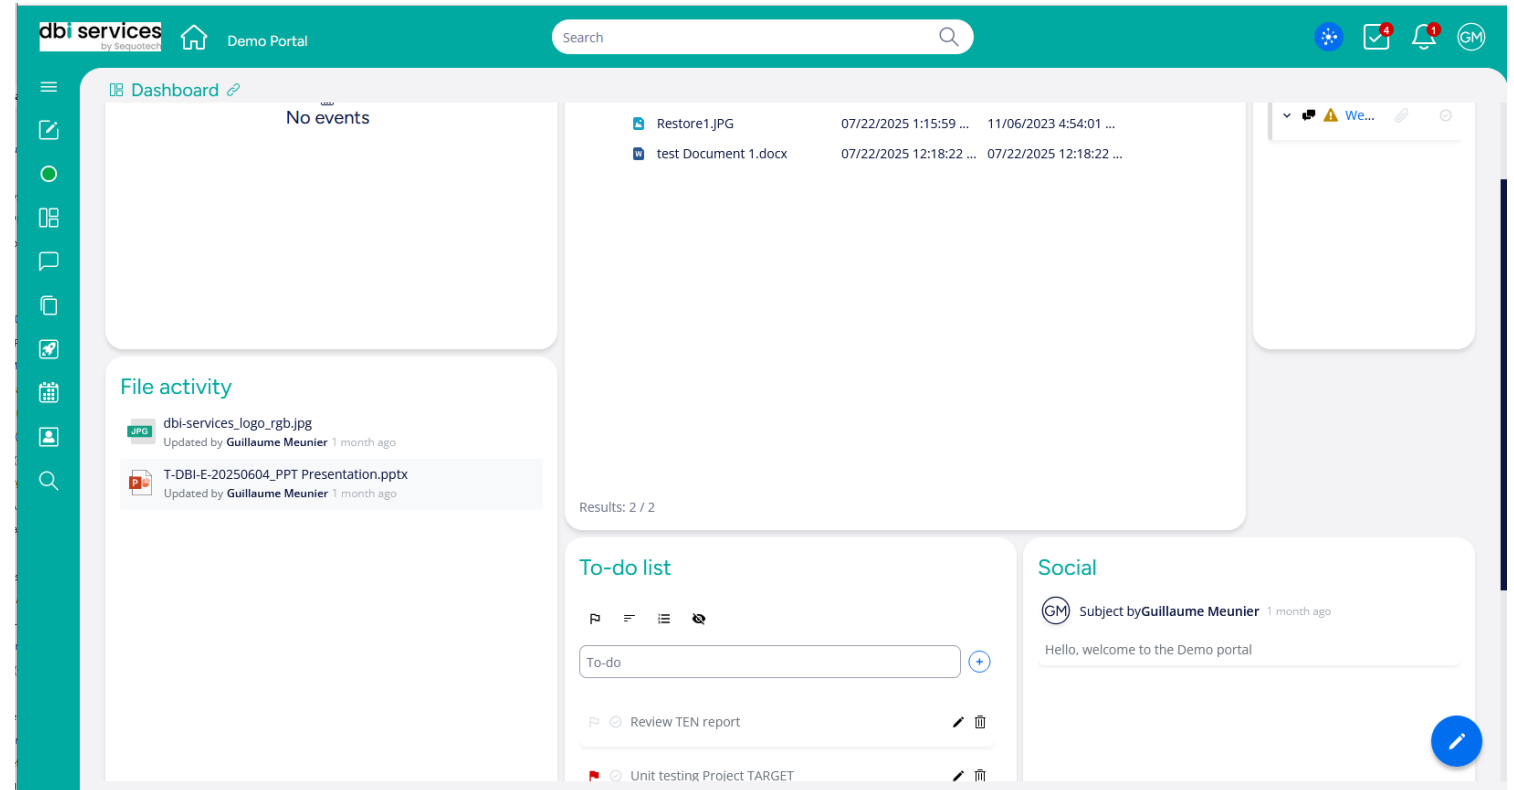 dbi services
by Sequotech
Demo Portal
Search
4
1
GM
Dashboard
No events
Restore1.JPG 07/22/2025 1:15:59 ... 11/06/2023 4:54:01 ...
test Document 1.docx 07/22/2025 12:18:22 ... 07/22/2025 12:18:22 ...
We...
File activity
JPG
dbi-services_logo_rgb.jpg
Updated by Guillaume Meunier 1 month ago
P
T-DBI-E-20250604_PPT Presentation.pptx
Updated by Guillaume Meunier 1 month ago
Results: 2 / 2
To-do list
To-do
Review TEN report
Unit testing Project TARGET
Social
GM
Subject byGuillaume Meunier 1 month ago
Hello, welcome to the Demo portal